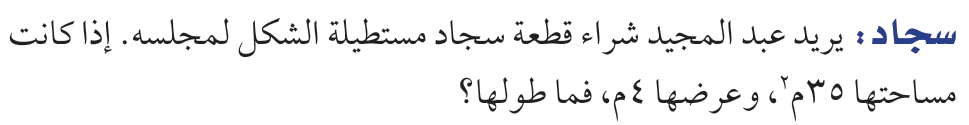 سجاد: يريد عبد المجيد شراء قطعة سجاد مستطيلة الشكل لمجلسه. إذا كانت
مساحتها ٣٥م٢، وعرضها ٤م، فما طولها؟